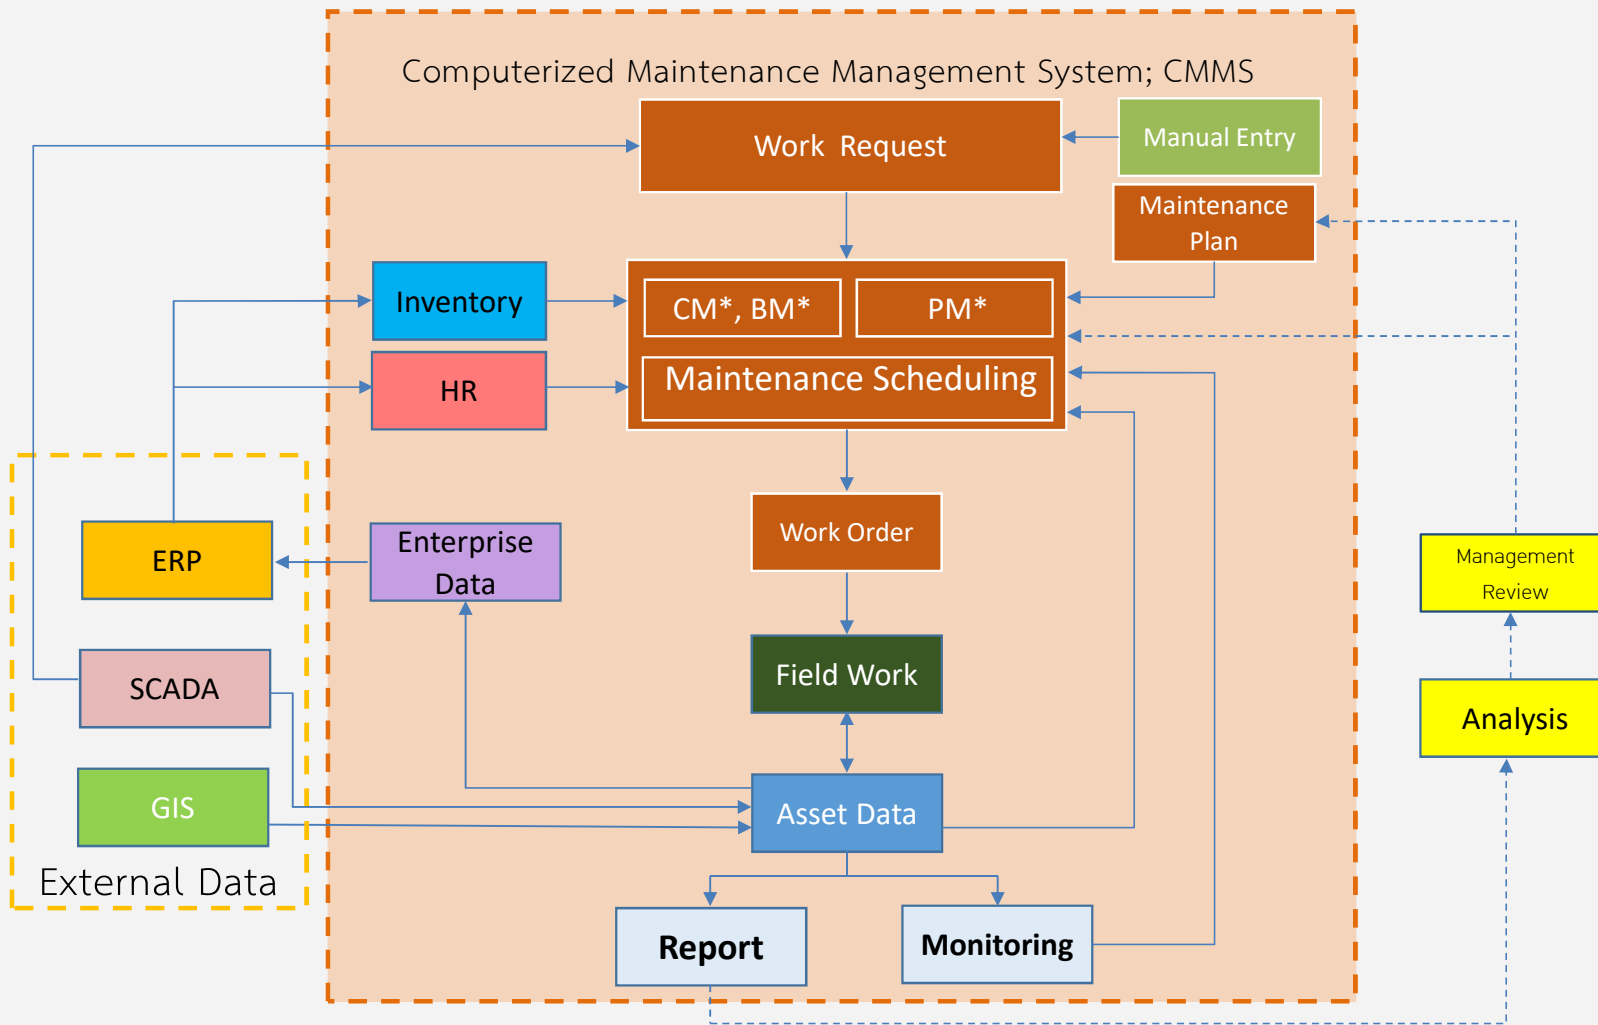 Computerized Maintenance Management System; CMMS
Work Request
Manual Entry
Maintenance
Plan
Inventory
CM*, BM*
PM*
HR
Maintenance Scheduling
ERP
Enterprise
Data
Work Order
Management
Review
SCADA
Field Work
Analysis
GIS
Asset Data
External Data
Report
Monitoring